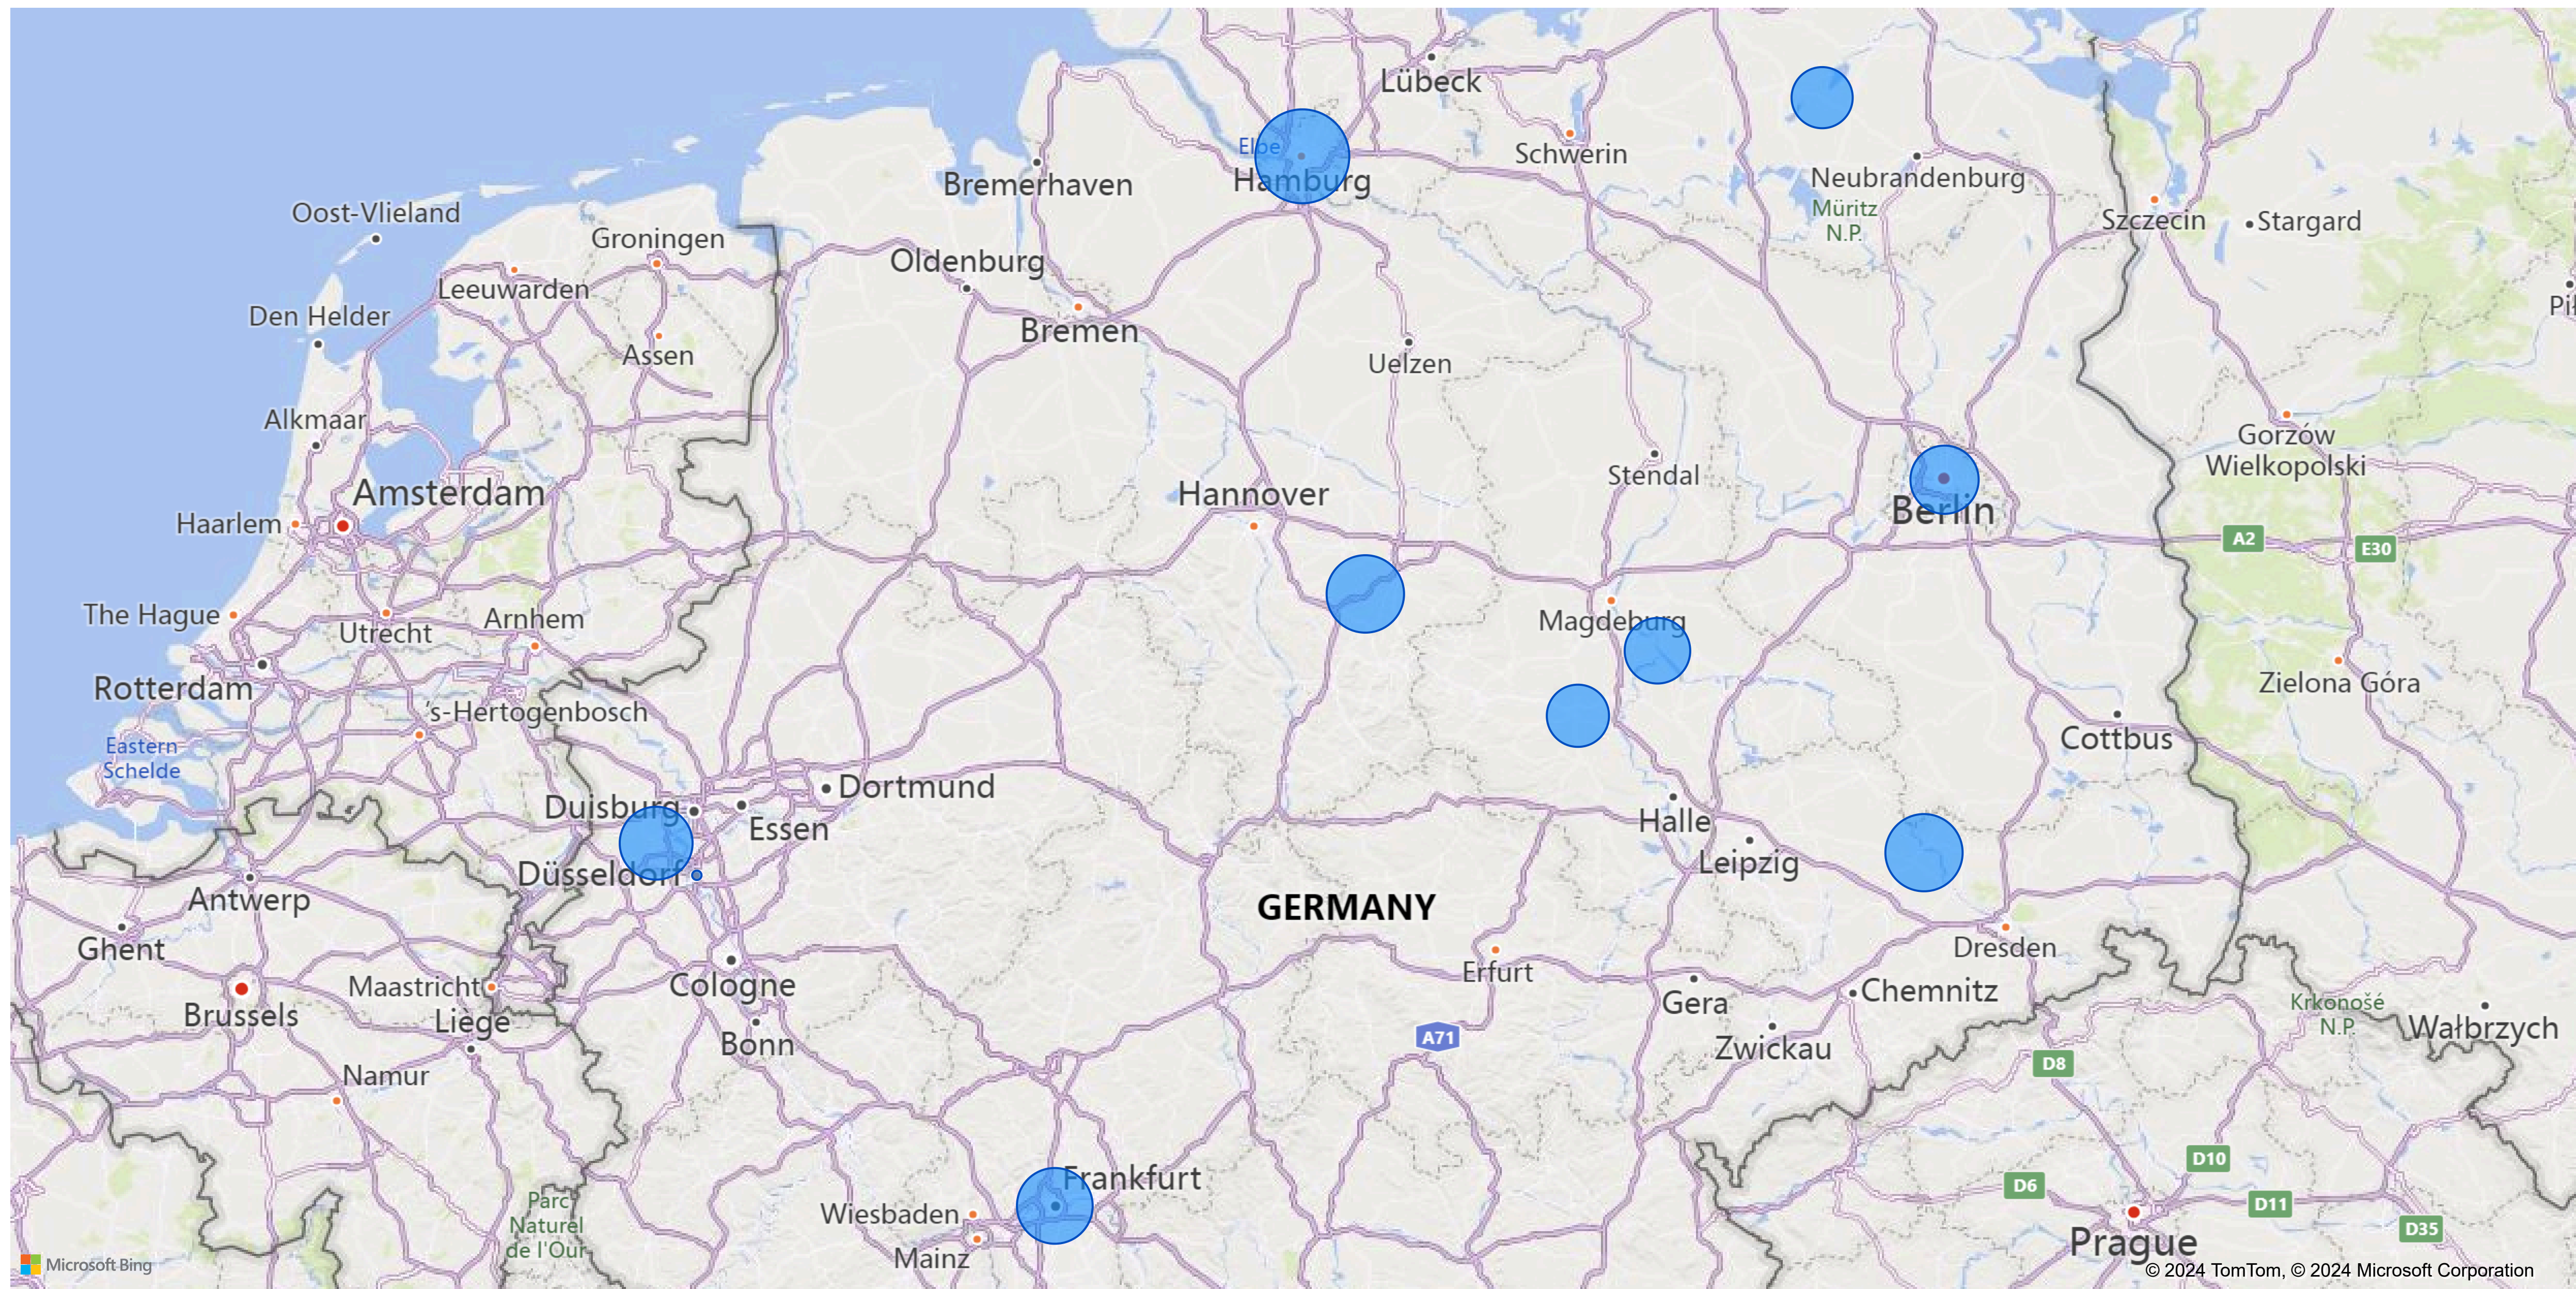 Lübeck
Elbe
Hamburg
Schwerin
Bremerhaven
Neubrandenburg
Müritz
N.P.
Szczecin
Stargard
Oost-Vlieland
Groningen
Oldenburg
Leeuwarden
Den Helder
Bremen
Assen
Uelzen
Alkmaar
Gorzów
Wielkopolski
Stendal
Amsterdam
Hannover
Haarlem
Berlin
A2
E30
The Hague
Utrecht
Arnhem
Magdeburg
Rotterdam
's-Hertogenbosch
Zielona Góra
Eastern
Schelde
Cottbus
Dortmund
Duisburg
Essen
Halle
Düsseldorf
Leipzig
Antwerp
GERMANY
Ghent
Dresden
Erfurt
Cologne
Maastricht
Gera
Chemnitz
Brussels
Liège
Krkonošé
N.P.
Wałbrzych
A71
Bonn
Zwickau
D8
Namur
D10
Frankfurt
D6
D11
Parc
Naturel
de l'Our
Wiesbaden
D35
Mainz
Prague
Microsoft Bing
© 2024 TomTom, © 2024 Microsoft Corporation